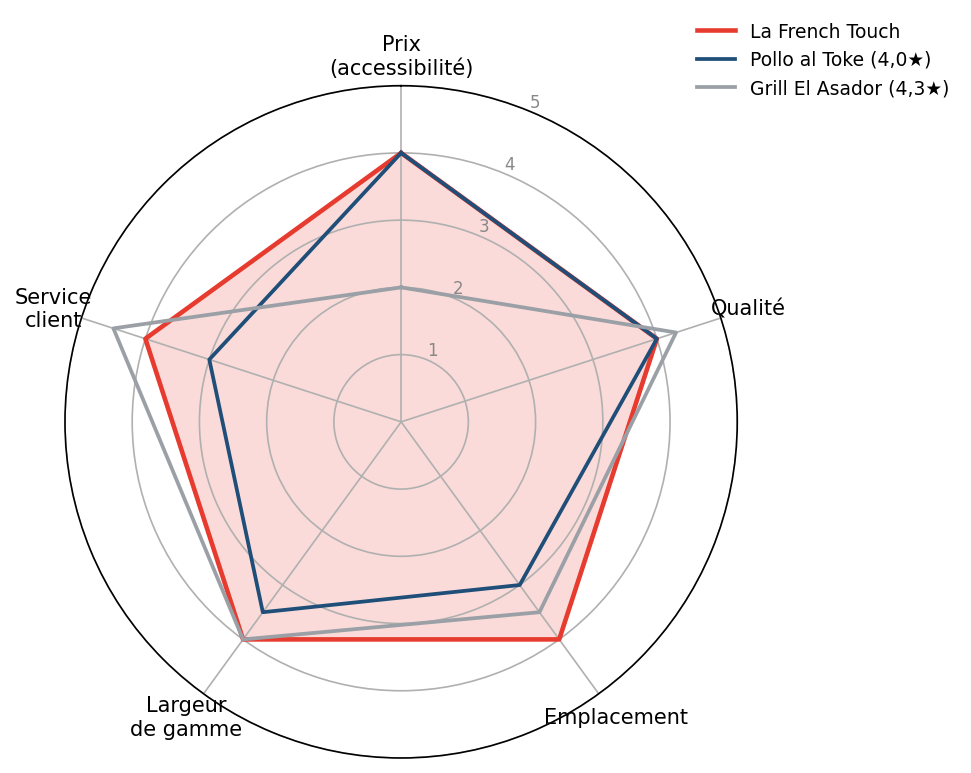 La French Touch
Pollo al Toke (4,0★)
Grill El Asador (4,3★)
Prix
(accessibilité)
5
4
3
2
1
Service
client
Qualité
Largeur
de gamme
Emplacement